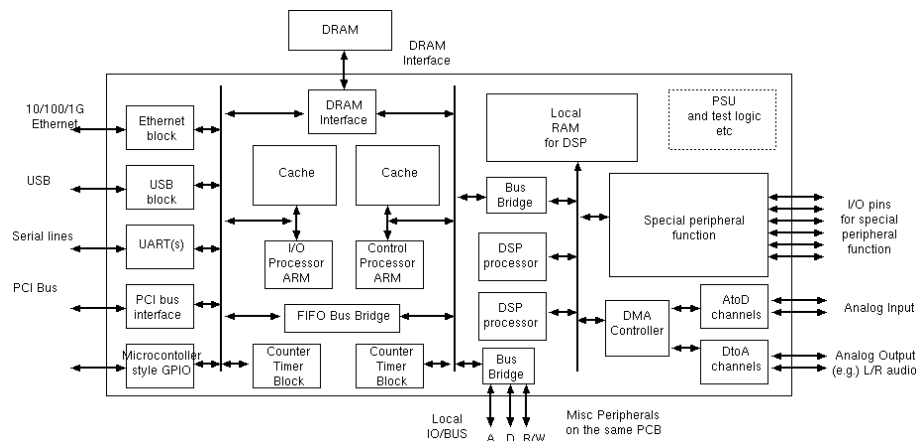 DRAM
DRAM
Interface
10/100/1G
Ethernet
Ethernet
block
DRAM
Interface
Local
RAM
for DSP
PSU
and test logic
etc
USB
USB
block
Cache
Cache
Bus
Bridge
Special peripheral
function
I/O pins
for special
peripheral
function
Serial lines
UART(s)
I/O
Processor
ARM
Control
Processor
ARM
DSP
processor
PCI Bus
PCI bus
interface
FIFO Bus Bridge
DSP
processor
DMA
Controller
AtoD
channels
Analog Input
Microcontoller
style GPIO
Counter
Timer
Block
Counter
Timer
Block
Bus
Bridge
DtoA
channels
Analog Output
(e.g.) L/R audio
Local
IO/BUS
A D R/W
Misc Peripherals
on the same PCB